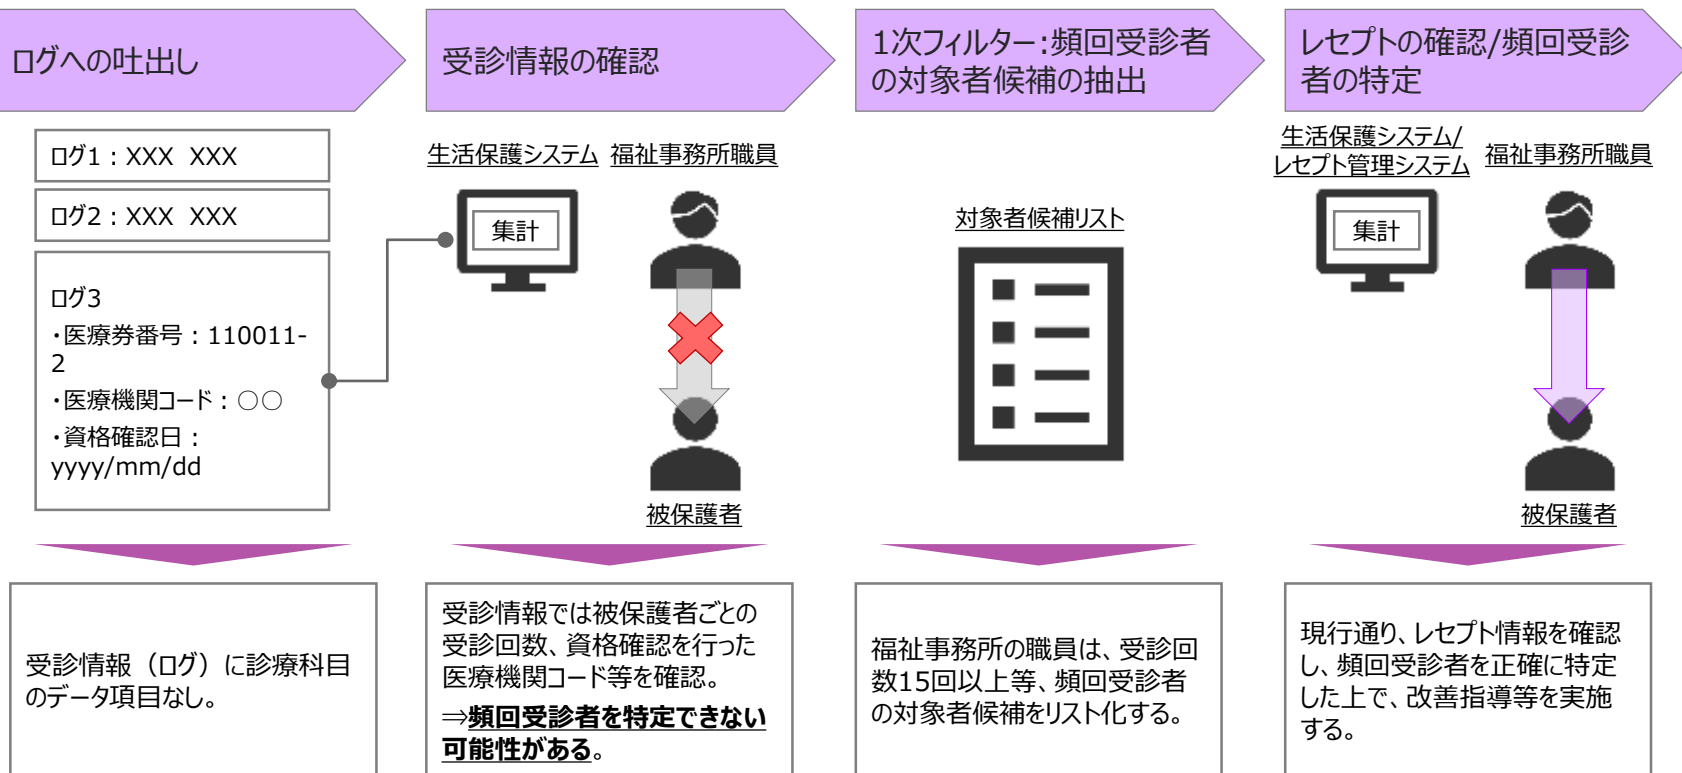 ログへの吐出し
受診情報の確認
1次フィルター:頻回受診者
の対象者候補の抽出
レセプトの確認/頻回受診
者の特定
ログ1：XXX XXX
ログ2：XXX XXX
ログ3
・医療券番号：110011-
2
・医療機関コード：○○
・資格確認日：
yyyy/mm/dd
生活保護システム
福祉事務所職員
集計
被保護者
対象者候補リスト
生活保護システム/
レセプト管理システム
福祉事務所職員
集計
被保護者
受診情報（ログ）に診療科目
のデータ項目なし。
受診情報では被保護者ごとの
受診回数、資格確認を行った
医療機関コード等を確認。
⇒頻回受診者を特定できない
可能性がある。
福祉事務所の職員は、受診回
数15回以上等、頻回受診者
の対象者候補をリスト化する。
現行通り、レセプト情報を確認
し、頻回受診者を正確に特定
した上で、改善指導等を実施
する。